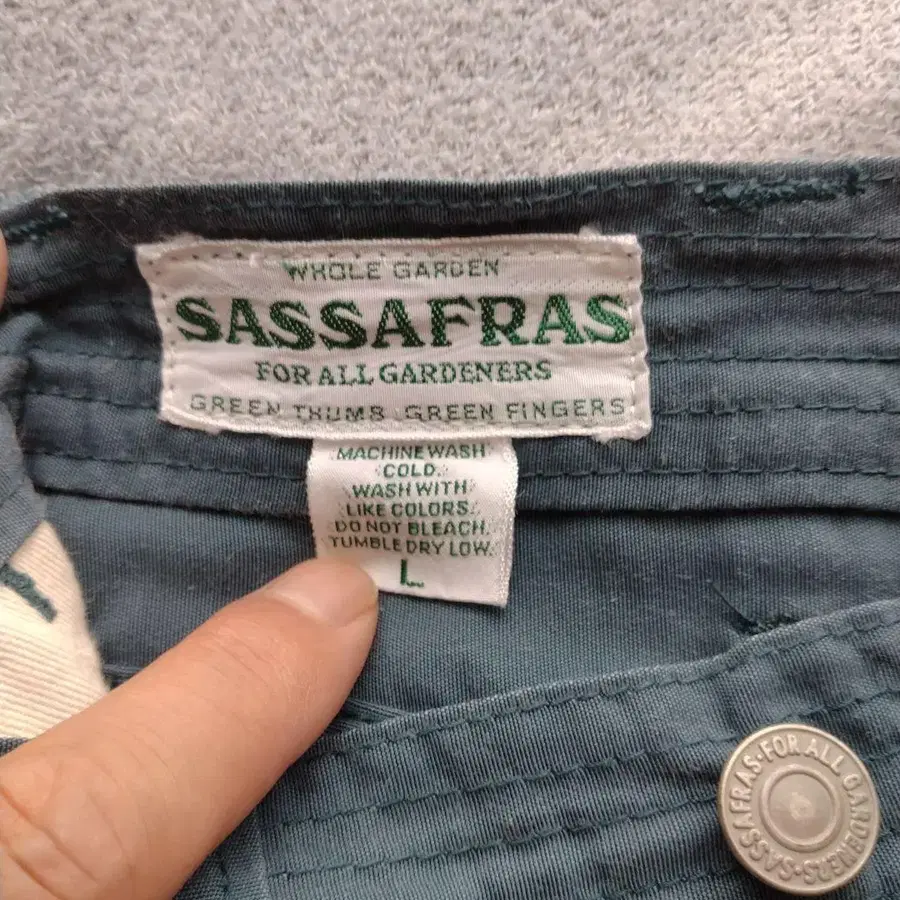 WHOLE GARDEN
SASSAFRAS
FOR ALL GARDENERS
GREEN THUMB GREEN FINGERS
MACHINE WASH
COLD.
WASH WITH
LIKE COLORS.
DO NOT BLEACH.
TUMBLE DRY LOW.
L
SASSAFRAS·FOR ALL GARDENERS·SASSAFRAS